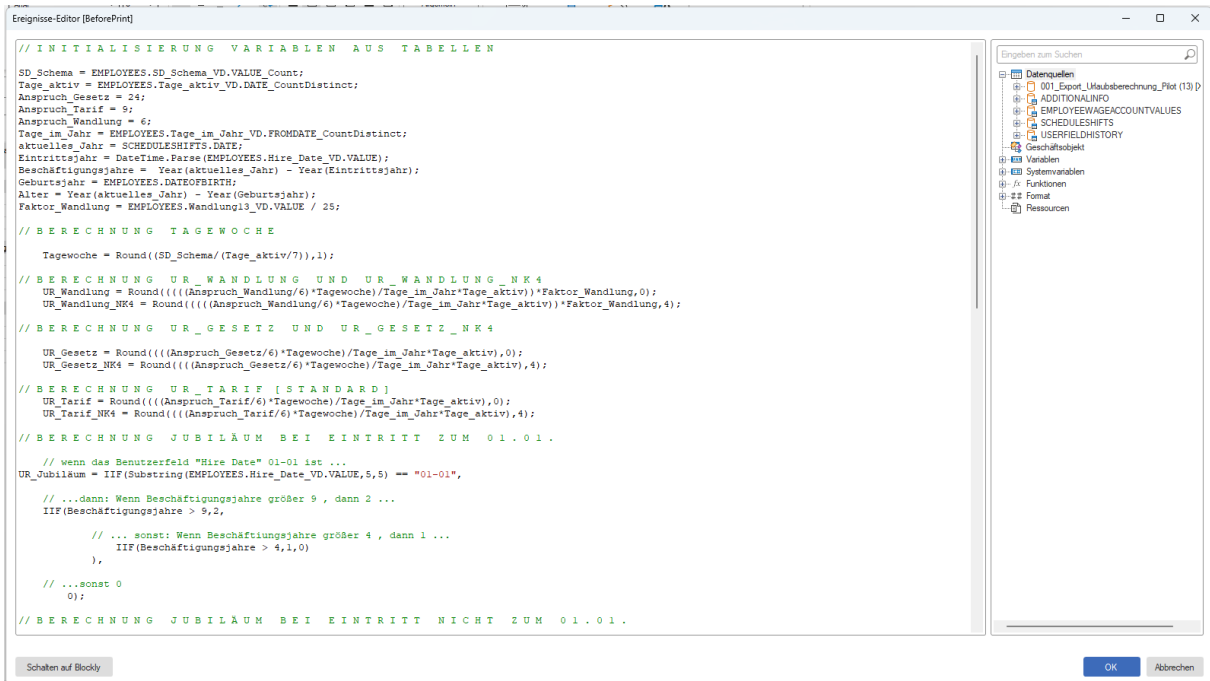 Ereignisse-Editor [BeforePrint]
// I N I T I A L I S I E R U N G   V A R I A B L E N   A U S   T A B E L L E N
SD_Schema = EMPLOYEES.SD_Schema_VD.VALUE_Count;
Tage_aktiv = EMPLOYEES.Tage_aktiv_VD.DATE_CountDistinct;
Anspruch_Gesetz = 24;
Anspruch_Tarif = 9;
Anspruch_Wandlung = 6;
Tage_im_Jahr = EMPLOYEES.Tage_im_Jahr_VD.FROMDATE_CountDistinct;
aktuelles_Jahr = SCHEDULESHIFTS.DATE;
Eintrittsjahr = DateTime.Parse(EMPLOYEES.Hire_Date_VD.VALUE);
Beschäftigungsjahre =  Year(aktuelles_Jahr) - Year(Eintrittsjahr);
Geburtsjahr = EMPLOYEES.DATEOFBIRTH;
Alter = Year(aktuelles_Jahr) - Year(Geburtsjahr);
Faktor_Wandlung = EMPLOYEES.Wandlung13_VD.VALUE / 25;
// B E R E C H N U N G   T A G E W O C H E
Tagewoche = Round((SD_Schema/(Tage_aktiv/7)),1);
// B E R E C H N U N G   U R _ W A N D L U N G   U N D   U R _ W A N D L U N G _ N K 4
UR_Wandlung = Round(((((Anspruch_Wandlung/6)*Tagewoche)/Tage_im_Jahr*Tage_aktiv))*Faktor_Wandlung,0);
UR_Wandlung_NK4 = Round(((((Anspruch_Wandlung/6)*Tagewoche)/Tage_im_Jahr*Tage_aktiv))*Faktor_Wandlung,4);
// B E R E C H N U N G   U R _ G E S E T Z   U N D   U R _ G E S E T Z _ N K 4
UR_Gesetz = Round((((Anspruch_Gesetz/6)*Tagewoche)/Tage_im_Jahr*Tage_aktiv),0);
UR_Gesetz_NK4 = Round((((Anspruch_Gesetz/6)*Tagewoche)/Tage_im_Jahr*Tage_aktiv),4);
// B E R E C H N U N G   U R _ T A R I F  [ S T A N D A R D ]
UR_Tarif = Round((((Anspruch_Tarif/6)*Tagewoche)/Tage_im_Jahr*Tage_aktiv),0);
UR_Tarif_NK4 = Round((((Anspruch_Tarif/6)*Tagewoche)/Tage_im_Jahr*Tage_aktiv),4);
// B E R E C H N U N G   J U B I L Ä U M   B E I   E I N T R I T T   Z U M   0 1 . 0 1 .
// wenn das Benutzerfeld "Hire Date" 01-01 ist ...
UR_Jubiläum = IIF(Substring(EMPLOYEES.Hire_Date_VD.VALUE,5,5) == "01-01",
// ...dann: Wenn Beschäftigungsjahre größer 9 , dann 2 ...
IIF(Beschäftigungsjahre > 9,2,
// ... sonst: Wenn Beschäftiungsjahre größer 4 , dann 1 ...
IIF(Beschäftigungsjahre > 4,1,0)
),
// ...sonst 0
0);
// B E R E C H N U N G   J U B I L Ä U M   B E I   E I N T R I T T   N I C H T   Z U M   0 1 . 0 1 .
Eingeben zum Suchen
Datenquellen
001_Export_Urlaubsberechnung_Pilot (13) [D
ADDITIONALINFO
EMPLOYEEWAGEACCOUNTVALUES
SCHEDULESHIFTS
USERFIELDHISTORY
Geschäftsobjekt
Variablen
Systemvariablen
fx Funktionen
## Format
Ressourcen
Schalten auf Blockly
OK
Abbrechen